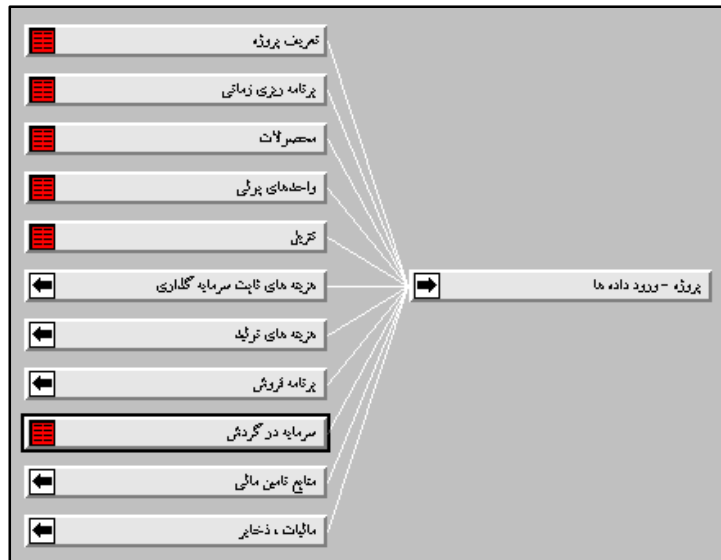 تعریف پروژه
برنامه ریزی زمانی
محصولات
واحدهای پولی
کنترل
هزینه های ثابت سرمایه گذاری
هزینه های تولید
برنامه فروش
سرمایه در گردش
منابع تامین مالی
مالیات ، ذخایر
پروژه - ورود داده ها